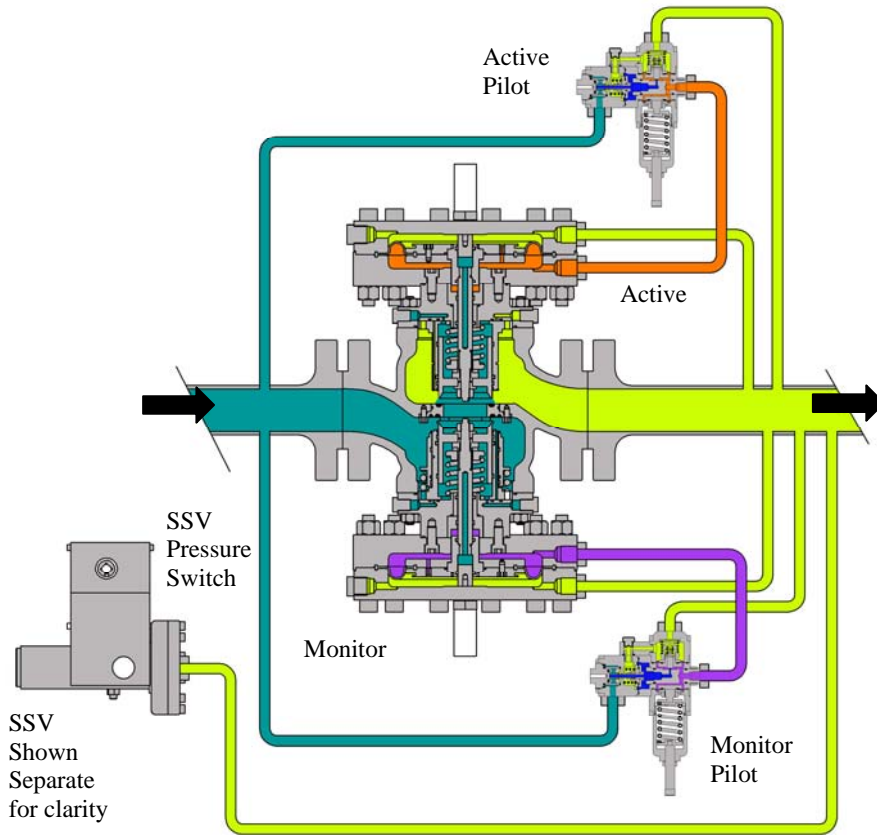 Active
Pilot
Active
SSV
Pressure
Switch
Monitor
SSV
Shown
Separate
for clarity
Monitor
Pilot